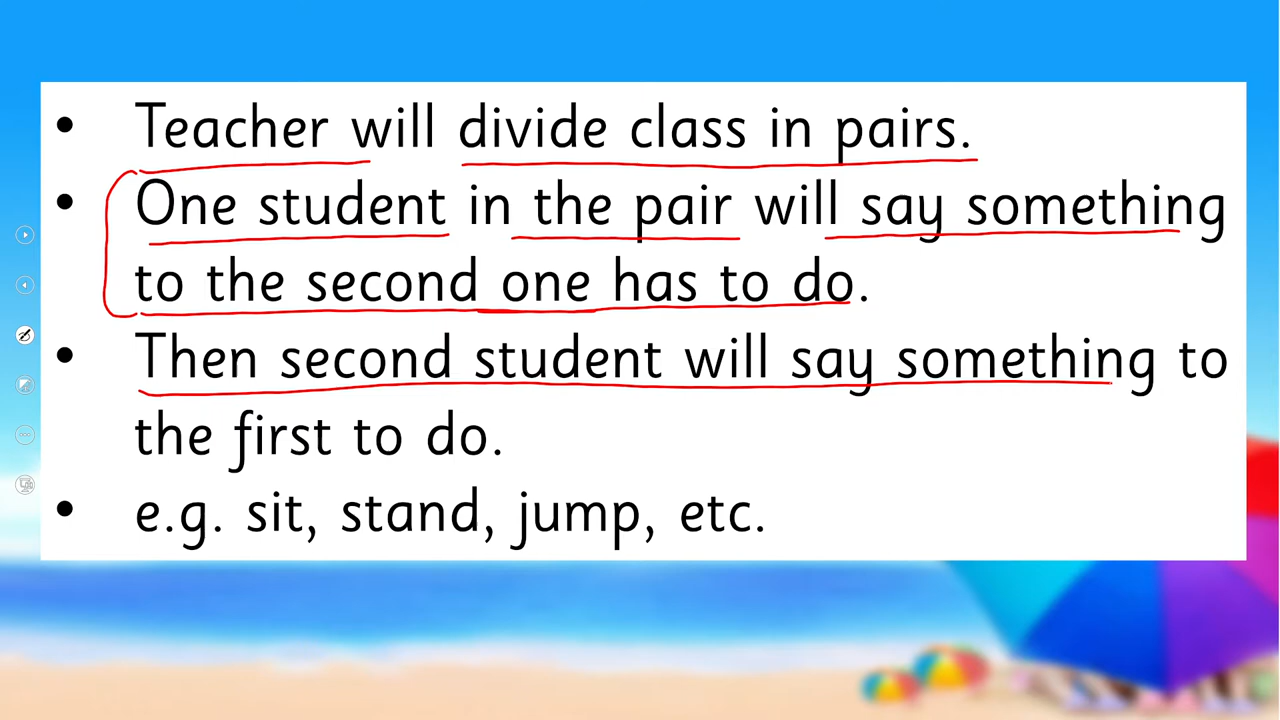 • Teacher will divide class in pairs.
• One student in the pair will say something
to the second one has to do.
• Then second student will say something to
the first to do.
• e.g. sit, stand, jump, etc.